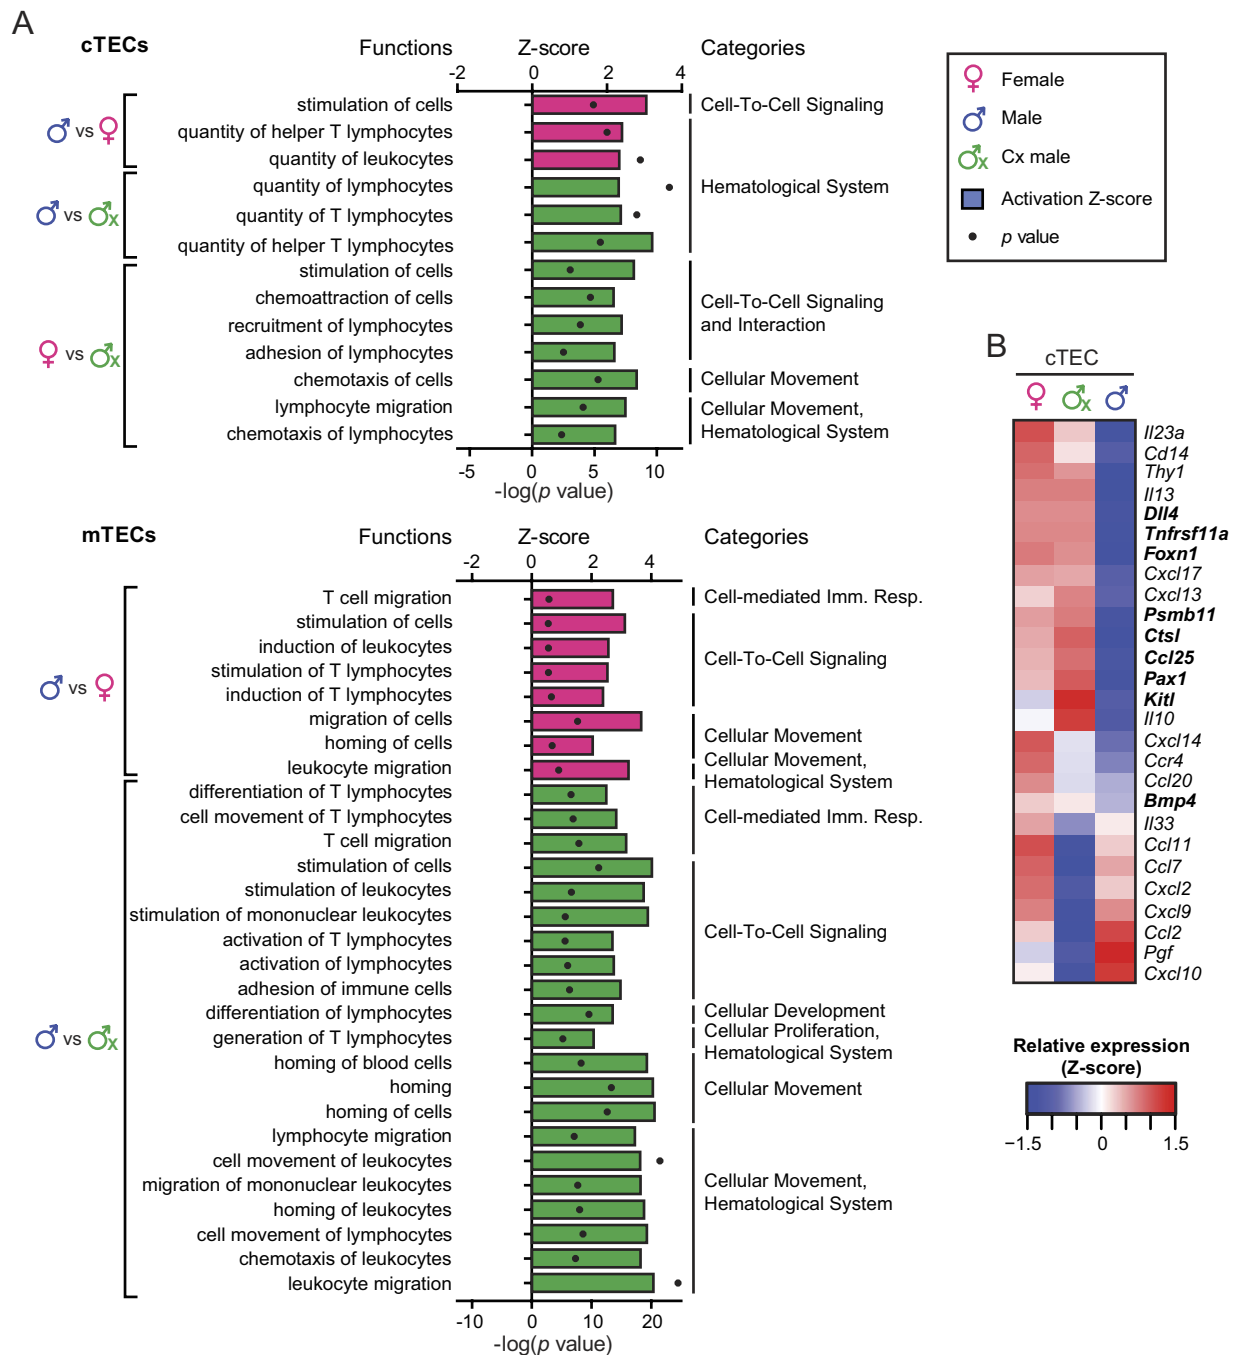 A
cTECs
Functions
Z-score
Categories
-2
0
2
4
stimulation of cells
Cell-To-Cell Signaling
vs
quantity of helper T lymphocytes
quantity of leukocytes
quantity of lymphocytes
Hematological System
vs
X
quantity of T lymphocytes
quantity of helper T lymphocytes
stimulation of cells
chemoattraction of cells
Cell-To-Cell Signaling
and Interaction
recruitment of lymphocytes
vs
X
adhesion of lymphocytes
chemotaxis of cells
Cellular Movement
lymphocyte migration
Cellular Movement,
Hematological System
chemotaxis of lymphocytes
-5
0
5
10
-log(p value)
Female
Male
X
Cx male
Activation Z-score
p value
mTECs
Functions
Z-score
Categories
-2
0
2
4
T cell migration
Cell-mediated Imm. Resp.
stimulation of cells
induction of leukocytes
Cell-To-Cell Signaling
stimulation of T lymphocytes
vs
induction of T lymphocytes
migration of cells
Cellular Movement
homing of cells
Cellular Movement,
Hematological System
leukocyte migration
differentiation of T lymphocytes
cell movement of T lymphocytes
Cell-mediated Imm. Resp.
T cell migration
stimulation of cells
stimulation of leukocytes
stimulation of mononuclear leukocytes
Cell-To-Cell Signaling
activation of T lymphocytes
activation of lymphocytes
adhesion of immune cells
differentiation of lymphocytes
Cellular Development
generation of T lymphocytes
Cellular Proliferation,
Hematological System
vs
X
homing of blood cells
homing
Cellular Movement
homing of cells
lymphocyte migration
cell movement of leukocytes
migration of mononuclear leukocytes
Cellular Movement,
Hematological System
homing of leukocytes
cell movement of lymphocytes
chemotaxis of leukocytes
leukocyte migration
-10
0
10
20
-log(p value)
B
cTEC
X
Il23a
Cd14
Thy1
Il13
Dll4
Tnfrsf11a
Foxn1
Cxcl17
Cxcl13
Psmb11
Ctsl
Ccl25
Pax1
Kitl
Il10
Cxcl14
Ccr4
Ccl20
Bmp4
Il33
Ccl11
Ccl7
Cxcl2
Cxcl9
Ccl2
Pgf
Cxcl10
Relative expression
(Z-score)
−1.5
0
1.5